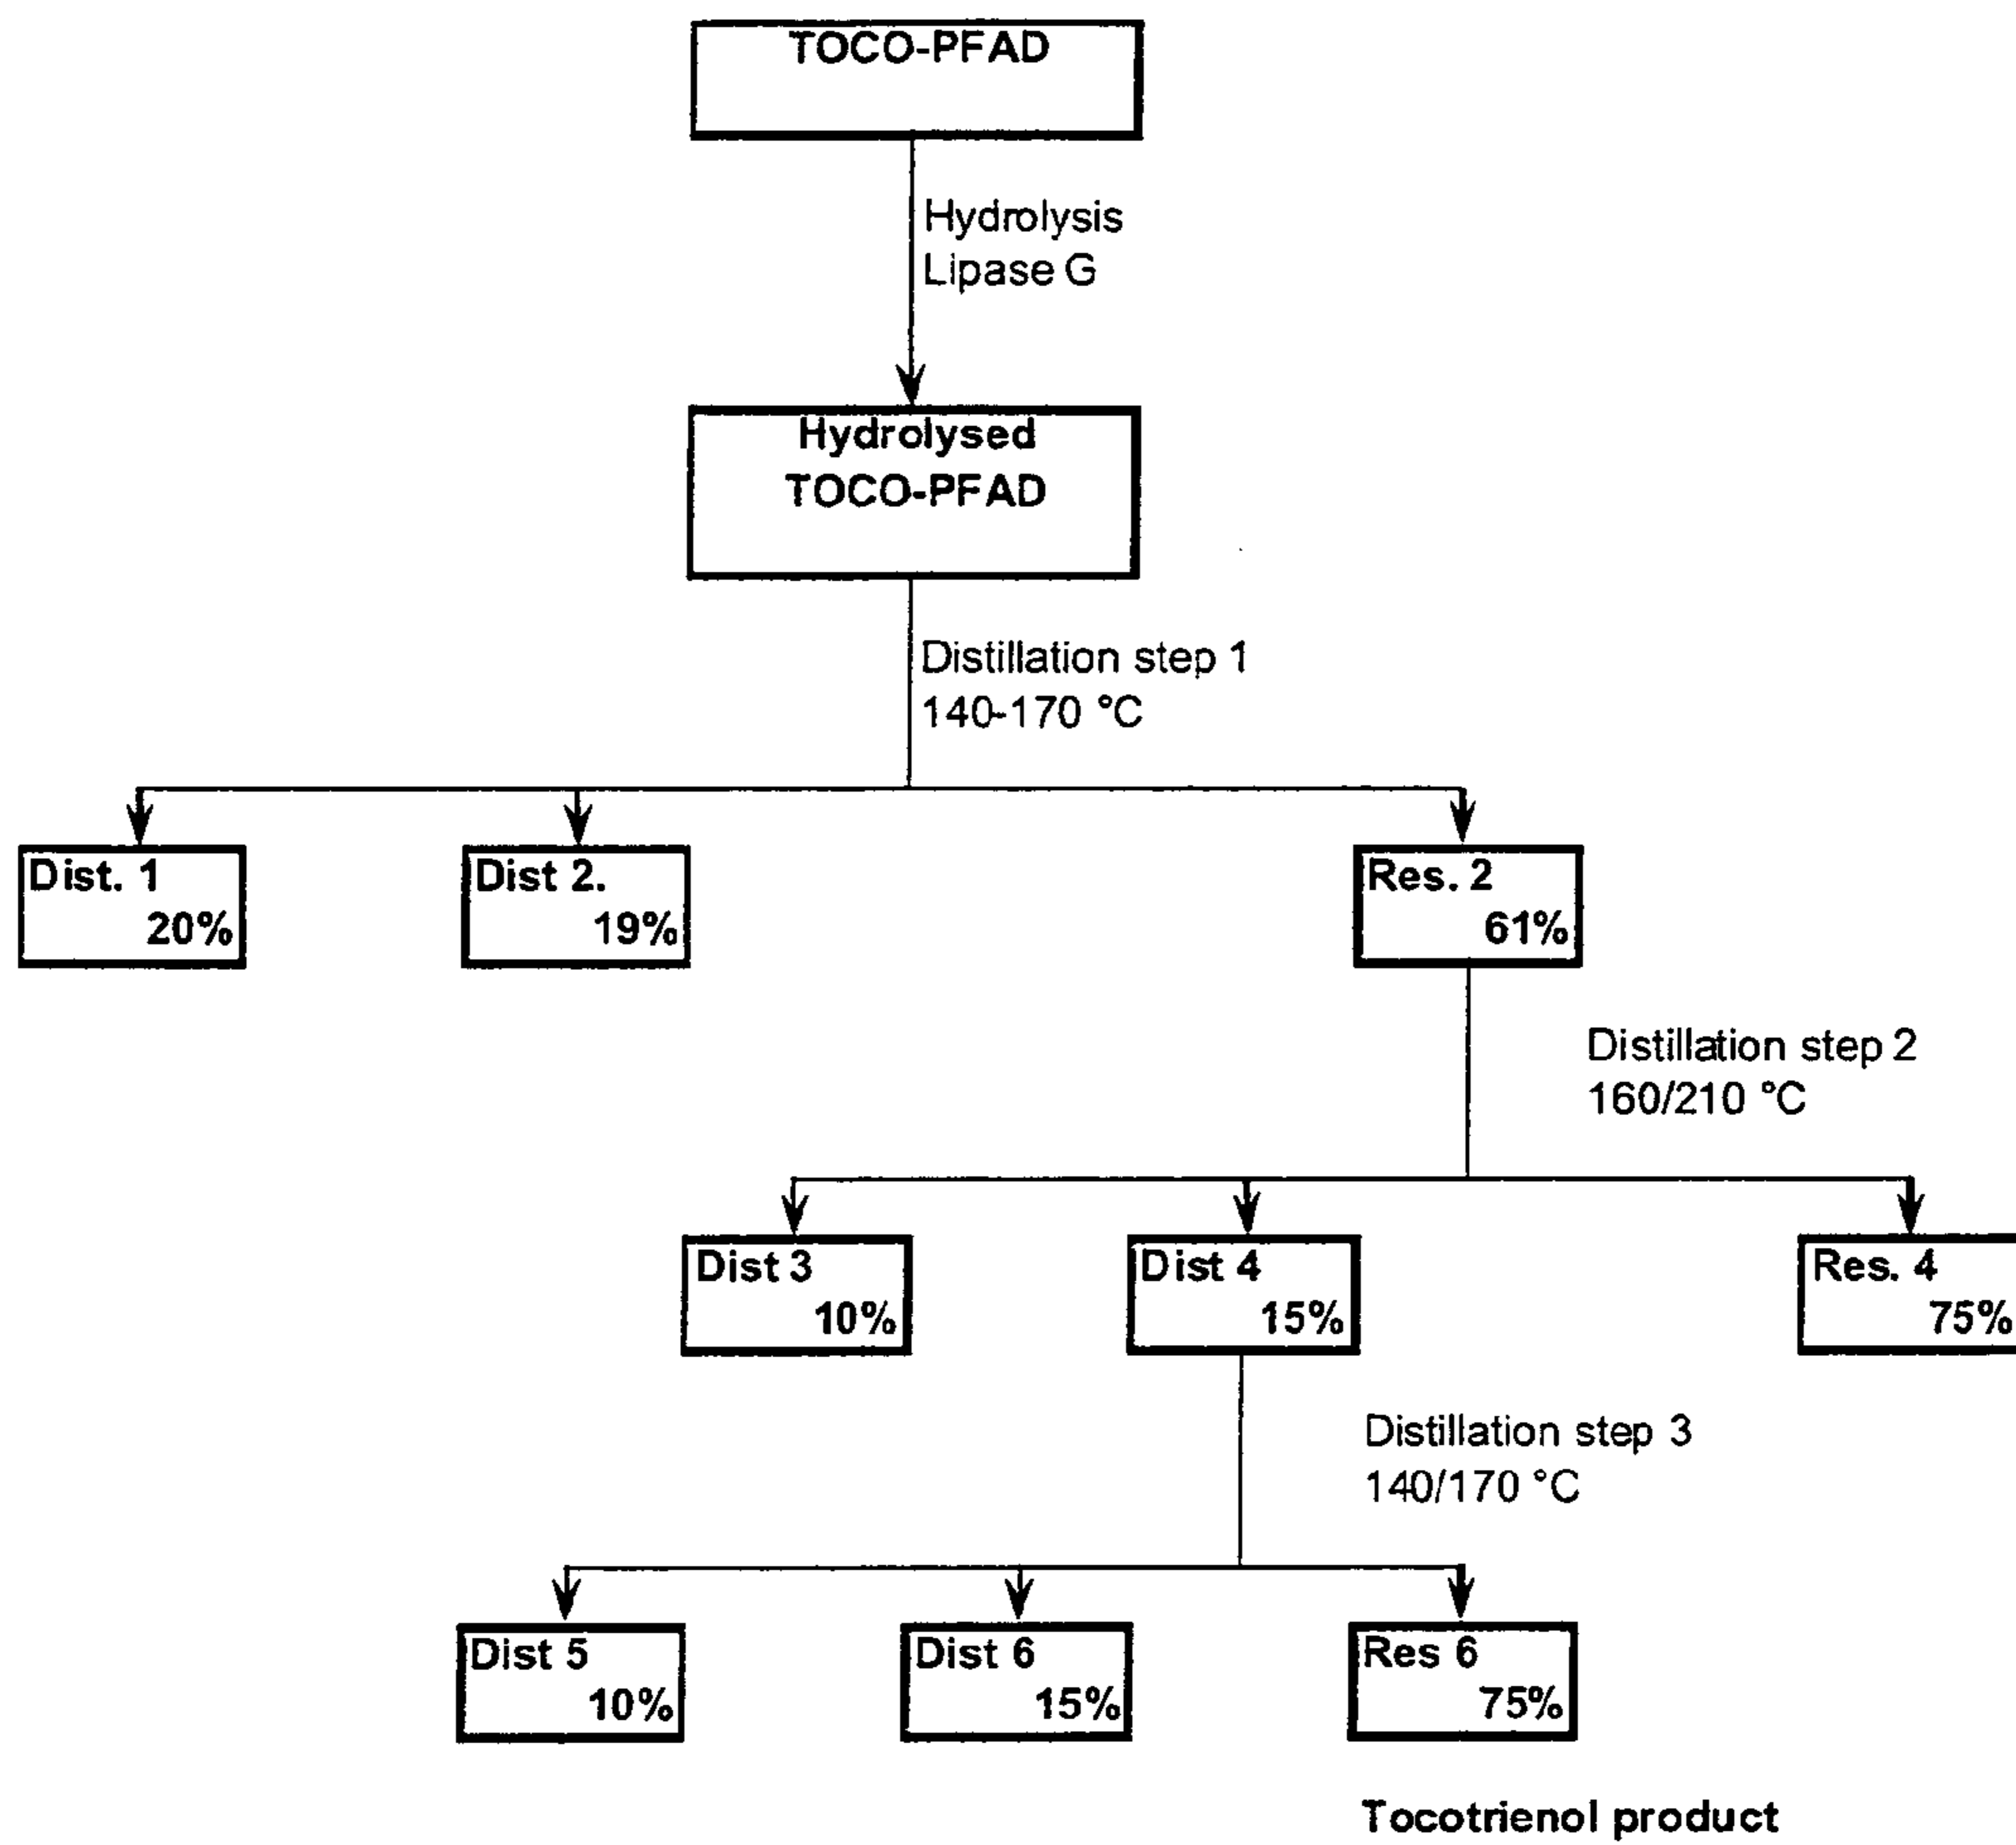 TOCO-PFAD
Hydrolysis
Lipase G
Hydrolysed
TOCO-PFAD
Distillation step 1
140-170 °C
Dist. 1
20%
Dist 2.
19%
Res. 2
61%
Distillation step 2
160/210 °C
Dist 3
10%
Dist 4
15%
Res. 4
75%
Distillation step 3
140/170 °C
Dist 5
10%
Dist 6
15%
Res 6
75%
Tocotrienol product